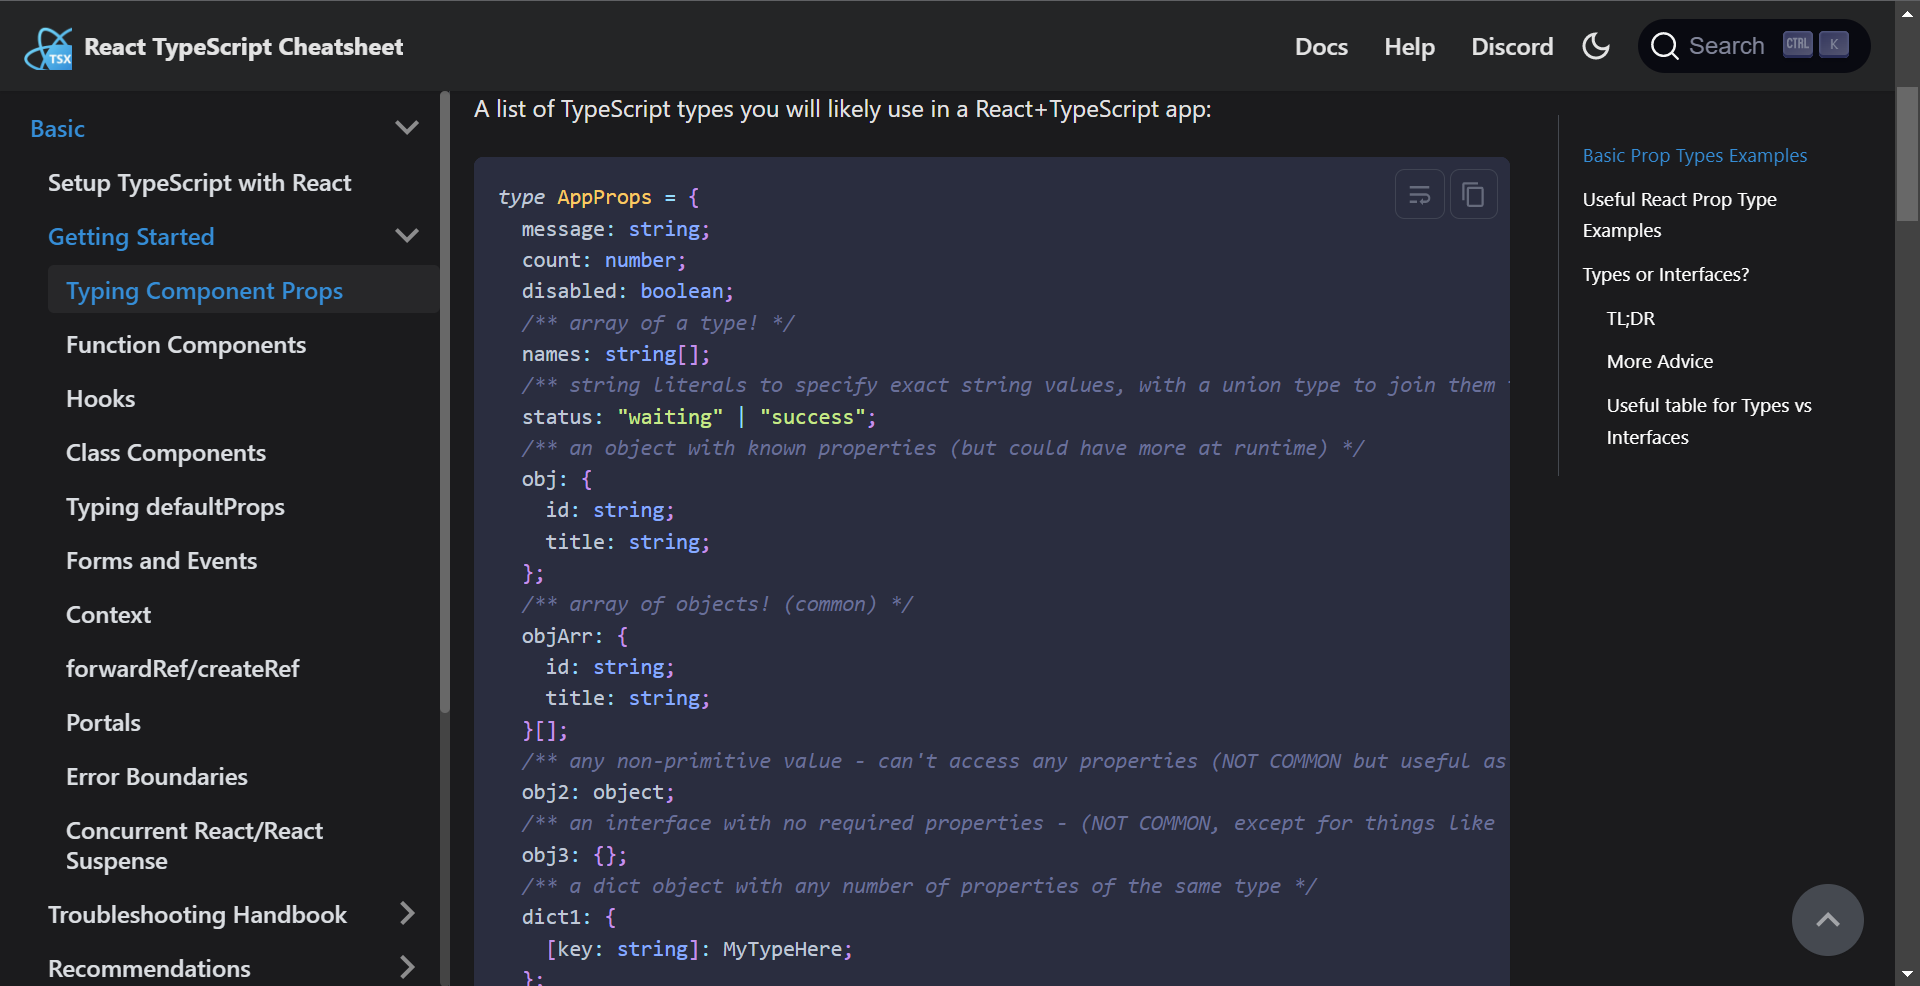 TSX
React TypeScript Cheatsheet
Docs
Help
Discord
Search
CTRL
K
Basic
Setup TypeScript with React
Getting Started
Typing Component Props
Function Components
Hooks
Class Components
Typing defaultProps
Forms and Events
Context
forwardRef/createRef
Portals
Error Boundaries
Concurrent React/React
Suspense
Troubleshooting Handbook
Recommendations
A list of TypeScript types you will likely use in a React+TypeScript app:
type AppProps = {
  message: string;
  count: number;
  disabled: boolean;
  /** array of a type! */
  names: string[];
  /** string literals to specify exact string values, with a union type to join them
  status: "waiting" | "success";
  /** an object with known properties (but could have more at runtime) */
  obj: {
    id: string;
    title: string;
  };
  /** array of objects! (common) */
  objArr: {
    id: string;
    title: string;
  }[];
  /** any non-primitive value - can't access any properties (NOT COMMON but useful as
  obj2: object;
  /** an interface with no required properties - (NOT COMMON, except for things like
  obj3: {};
  /** a dict object with any number of properties of the same type */
  dict1: {
    [key: string]: MyTypeHere;
  };
Basic Prop Types Examples
Useful React Prop Type
Examples
Types or Interfaces?
TL;DR
More Advice
Useful table for Types vs
Interfaces